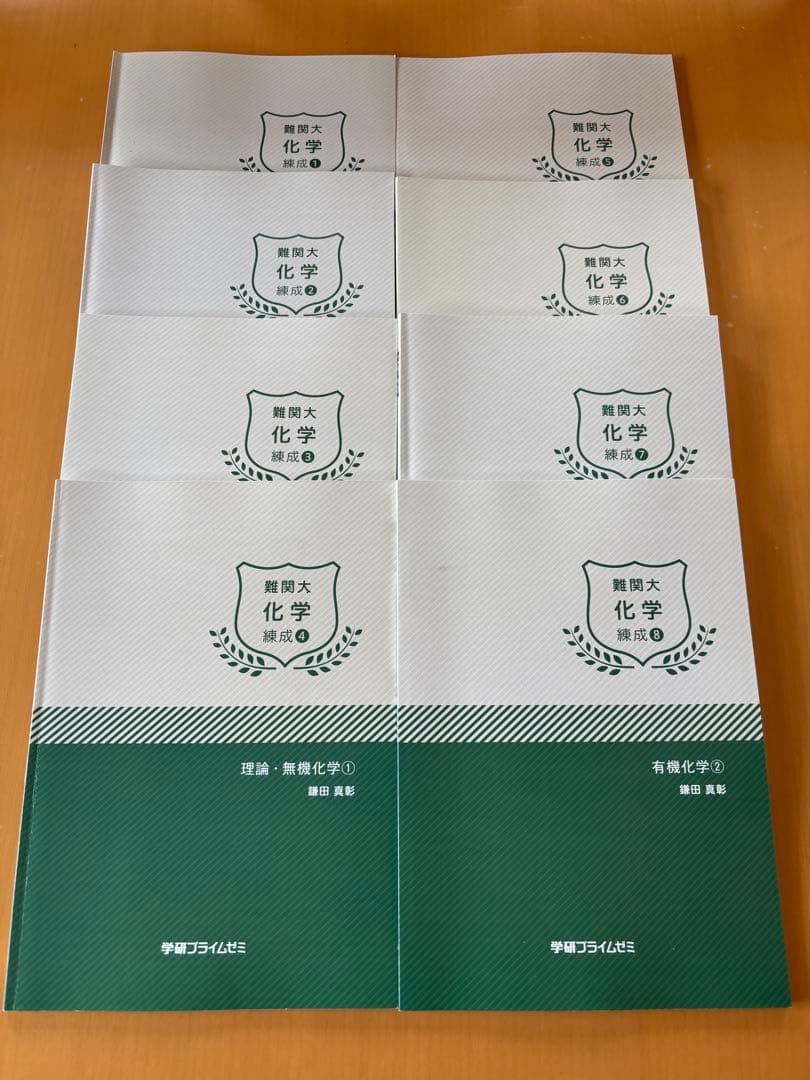 難関大
化学
練成❶
難関大
化学
練成❺
難関大
化学
練成❷
難関大
化学
練成❻
難関大
化学
練成❸
難関大
化学
練成❼
難関大
化学
練成❹
理論・無機化学①
鎌田 真彰
学研プライムゼミ
難関大
化学
練成❽
有機化学②
鎌田 真彰
学研プライムゼミ